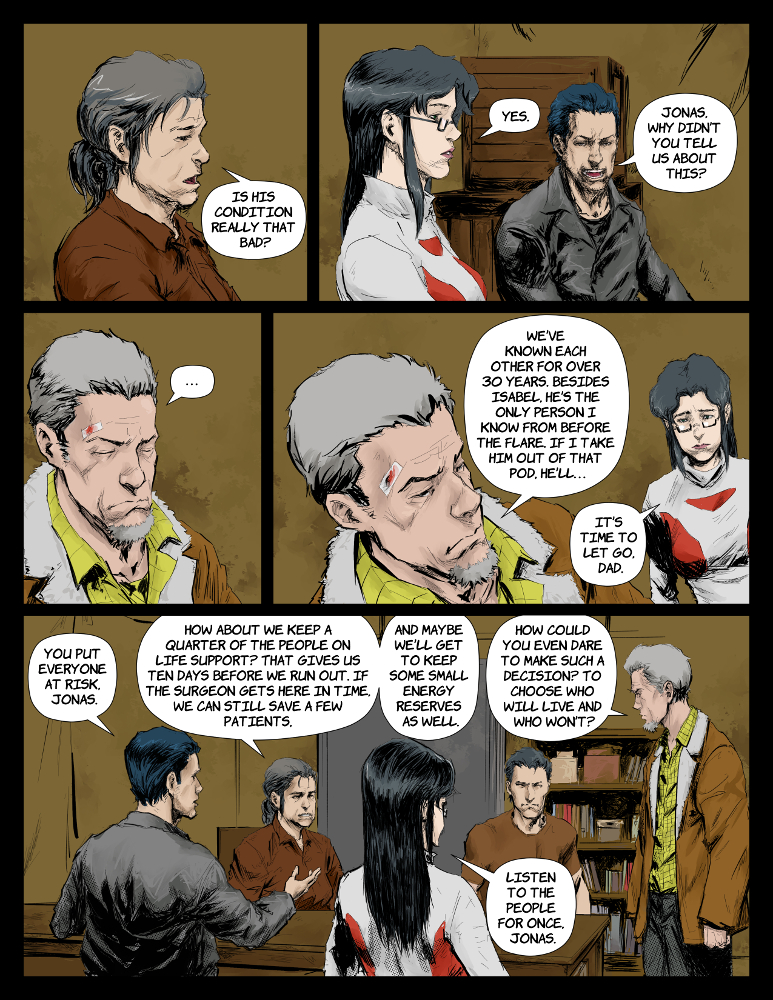 IS HIS
CONDITION
REALLY THAT
BAD?
YES.
JONAS,
WHY DIDN'T
YOU TELL
US ABOUT
THIS?
...
WE'VE
KNOWN EACH
OTHER FOR OVER
30 YEARS. BESIDES
ISABEL, HE'S THE
ONLY PERSON I
KNOW FROM BEFORE
THE FLARE. IF I TAKE
HIM OUT OF THAT
POD, HE'LL...
IT'S
TIME TO
LET GO,
DAD.
YOU PUT
EVERYONE
AT RISK,
JONAS.
HOW ABOUT WE KEEP A
QUARTER OF THE PEOPLE ON
LIFE SUPPORT? THAT GIVES US
TEN DAYS BEFORE WE RUN OUT. IF
THE SURGEON GETS HERE IN TIME,
WE CAN STILL SAVE A FEW
PATIENTS.
AND MAYBE
WE'LL GET
TO KEEP
SOME SMALL
ENERGY
RESERVES
AS WELL.
HOW COULD
YOU EVEN DARE
TO MAKE SUCH A
DECISION? TO
CHOOSE WHO
WILL LIVE AND
WHO WON'T?
LISTEN
TO THE
PEOPLE
FOR ONCE,
JONAS.